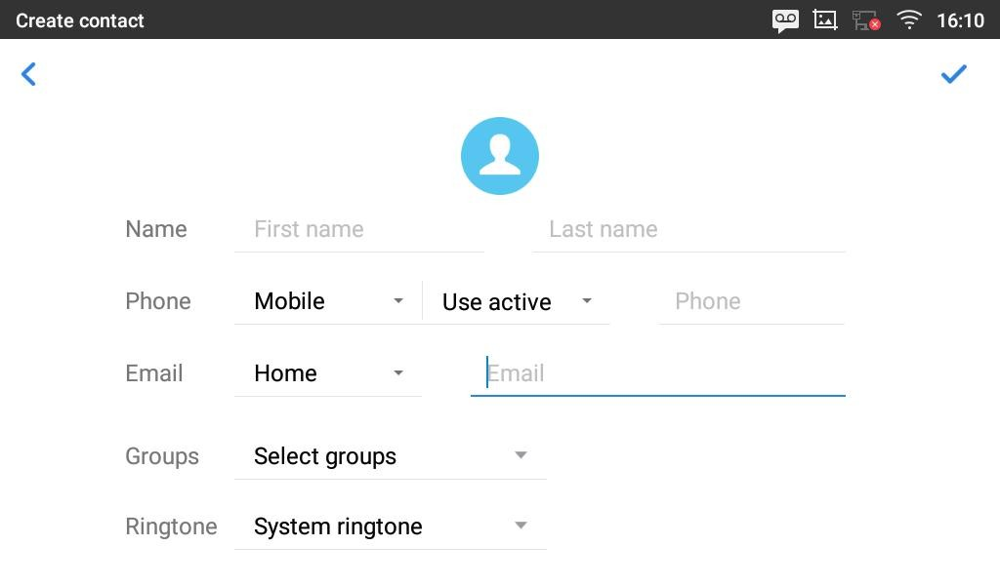 Create contact 16:10
Name First name Last name
Phone Mobile Use active Phone
Email Home Email
Groups Select groups
Ringtone System ringtone